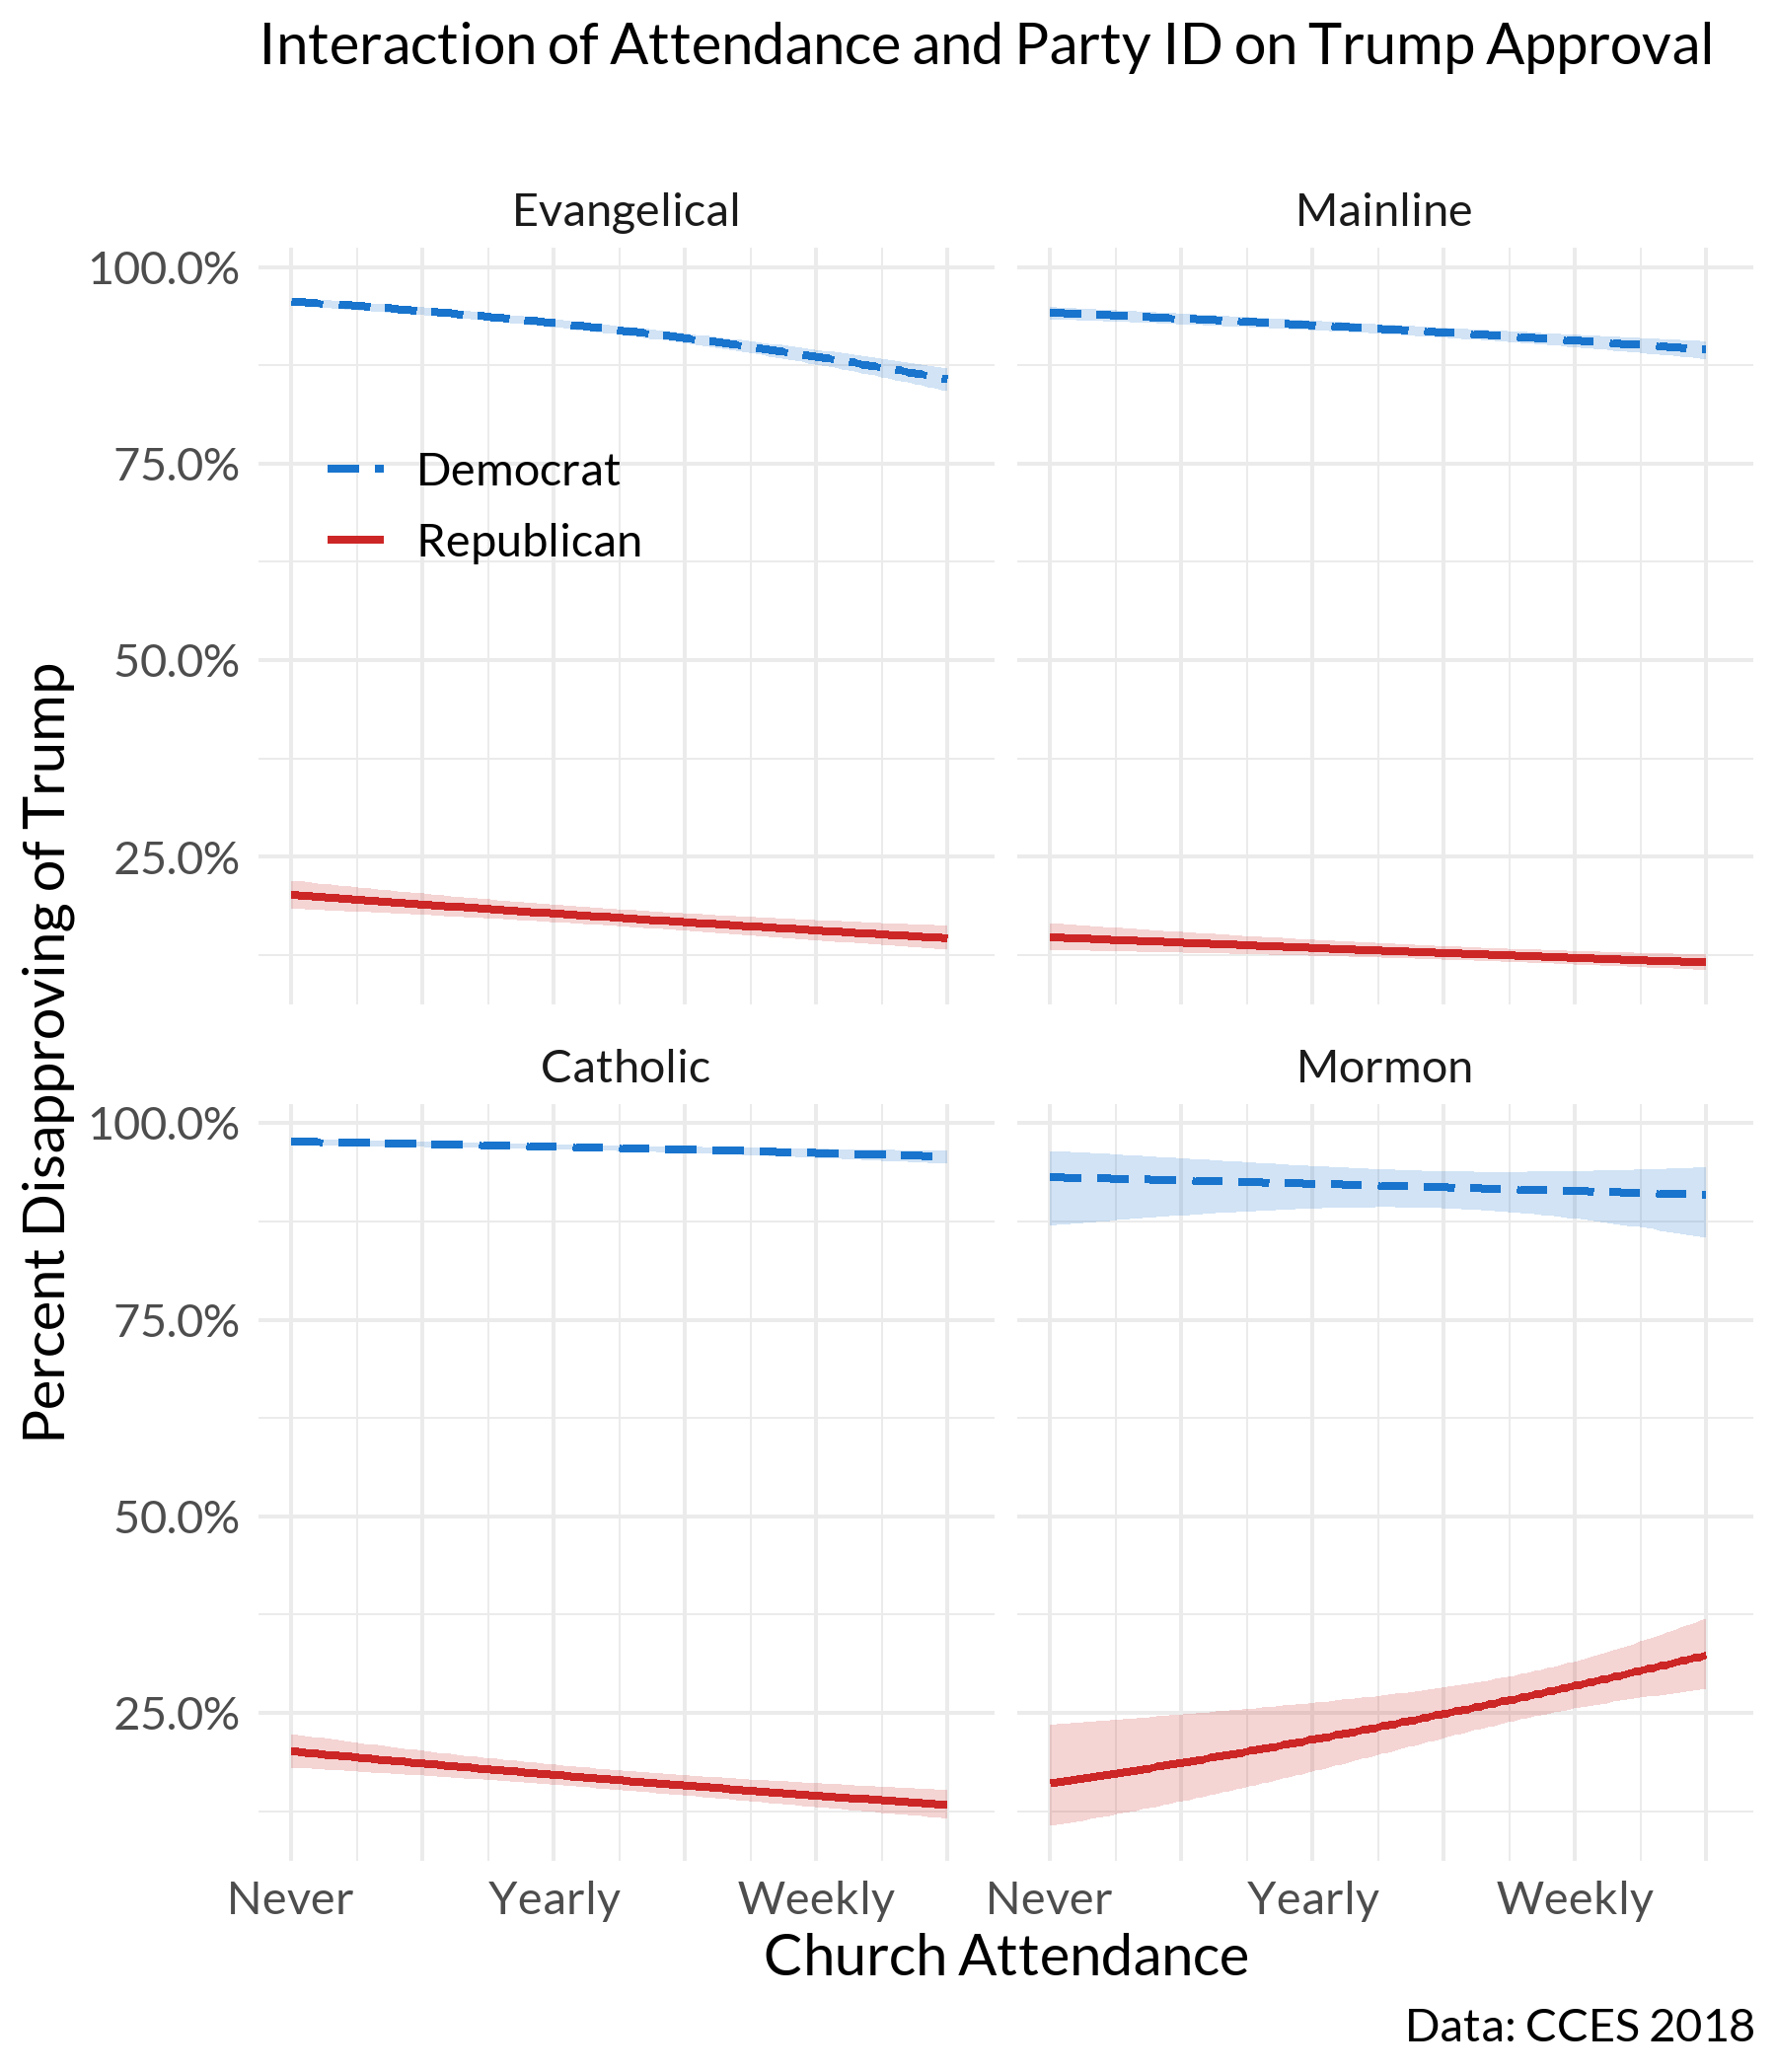 Interaction of Attendance and Party ID on Trump Approval
Evangelical
Mainline
100.0%
75.0%
50.0%
25.0%
Democrat
Republican
Percent Disapproving of Trump
Catholic
Mormon
100.0%
75.0%
50.0%
25.0%
Never
Yearly
Weekly
Never
Yearly
Weekly
Church Attendance
Data: CCES 2018